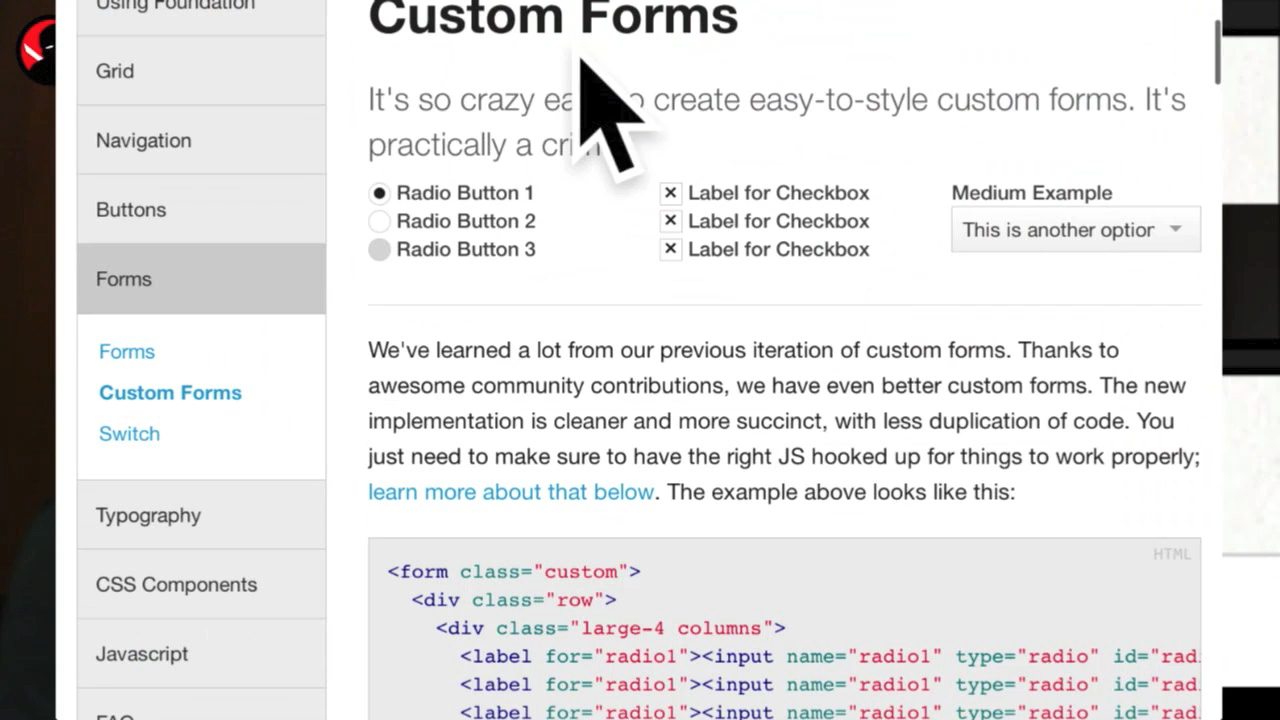 Using Foundation
Grid
Navigation
Buttons
Forms
Forms
Custom Forms
Switch
Typography
CSS Components
Javascript
FAQ
Custom Forms
It's so crazy to create easy-to-style custom forms. It's
practically a
Radio Button 1
Radio Button 2
Radio Button 3
Label for Checkbox
Label for Checkbox
Label for Checkbox
Medium Example
This is another option
We've learned a lot from our previous iteration of custom forms. Thanks to
awesome community contributions, we have even better custom forms. The new
implementation is cleaner and more succinct, with less duplication of code. You
just need to make sure to have the right JS hooked up for things to work properly;
learn more about that below. The example above looks like this:
HTML
<form class="custom">
<div class="row">
<div class="large-4 columns">
<label for="radio1"><input name="radio1" type="radio" id="rad
<label for="radio1"><input name="radio1" type="radio" id="rad
<label for="radio1"><input name="radio1" type="radio" id="rad